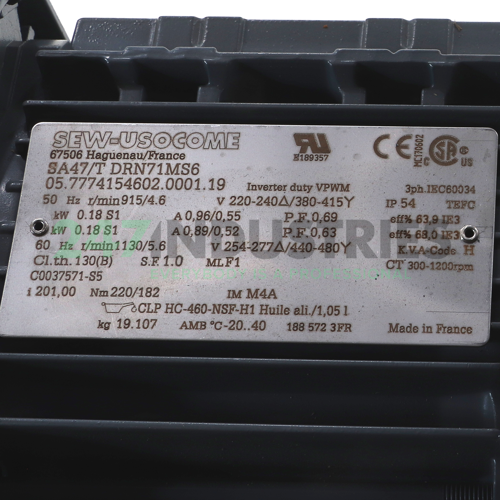 SEW-USOCOME
67506 Haguenau/France
E189357
MC170602
SA47/T DRN71MS6
05.7774154602.0001.19 Inverter duty VPWM 3ph.IEC60034
50 Hz r/min 915/4.6 V 220-240Δ/380-415Y IP 54 TEFC
kW 0.18 S1 A 0,96/0,55 P.F. 0,69 eff% 63,9 IE3
kW 0.18 S1 A 0,89/0,52 P.F. 0,63 eff% 68,0 IE3
60 Hz r/min 1130/5.6 V 254-277Δ/440-480Y K.V.A-Code H
Cl.th.130(B) S.F 1.0 ML F1 CT 300-1200rpm
C0037571-S5
i 201,00 Nm 220/182 IM M4A
CLP HC-460-NSF-H1 Huile ali./1,05 l
kg 19.107 AMB °C -20..40 188 572 3FR Made in France